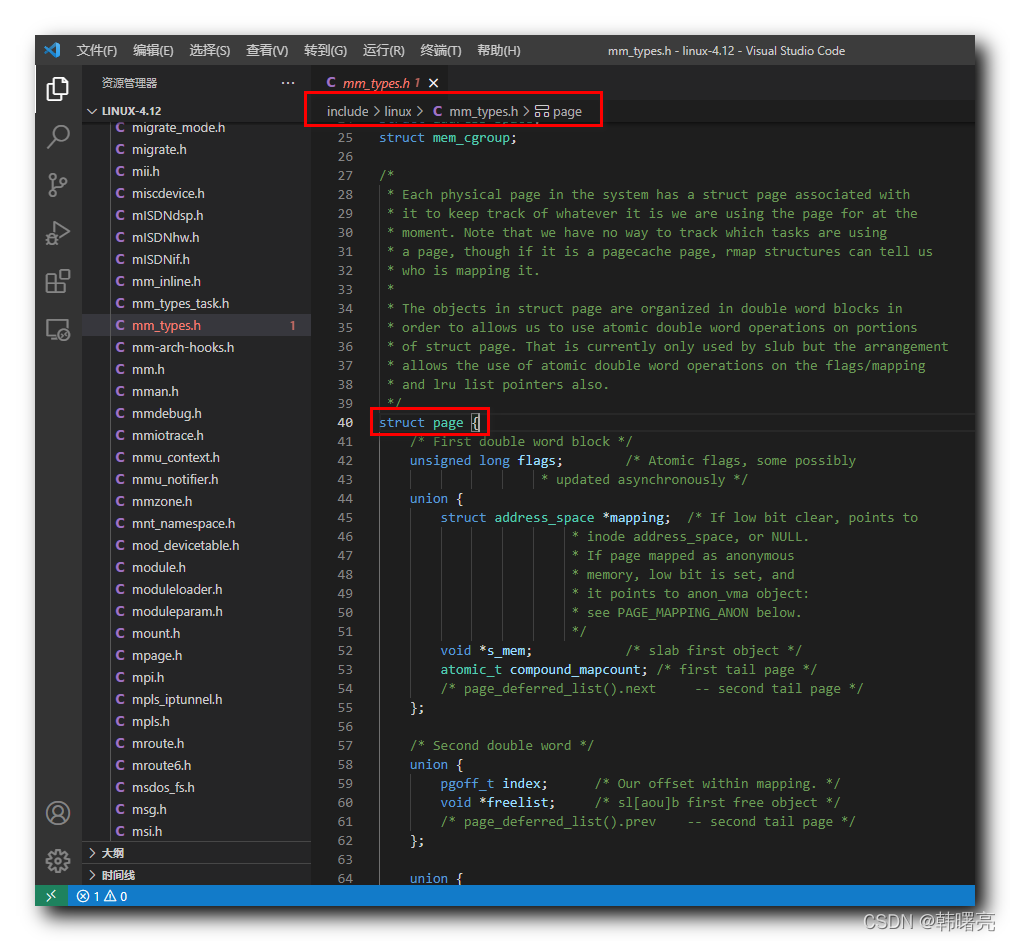 文件(F) 编辑(E) 选择(S) 查看(V) 转到(G) 运行(R) 终端(T) 帮助(H) mm_types.h - linux-4.12 - Visual Studio Code
资源管理器 ···
LINUX-4.12
migrate_mode.h
migrate.h
mii.h
miscdevice.h
mISDNdsp.h
mISDNhw.h
mISDNif.h
mm_inline.h
mm_types_task.h
mm_types.h 1
mm-arch-hooks.h
mm.h
mman.h
mmdebug.h
mmiotrace.h
mmu_context.h
mmu_notifier.h
mmzone.h
mnt_namespace.h
mod_devicetable.h
module.h
moduleloader.h
moduleparam.h
mount.h
mpage.h
mpi.h
mpls_iptunnel.h
mpls.h
mroute.h
mroute6.h
msdos_fs.h
msg.h
msi.h
大纲
时间线
C mm_types.h 1
include > linux > C mm_types.h > page
25 struct mem_cgroup;
26
27 /*
28 * Each physical page in the system has a struct page associated with
29 * it to keep track of whatever it is we are using the page for at the
30 * moment. Note that we have no way to track which tasks are using
31 * a page, though if it is a pagecache page, rmap structures can tell us
32 * who is mapping it.
33 *
34 * The objects in struct page are organized in double word blocks in
35 * order to allows us to use atomic double word operations on portions
36 * of struct page. That is currently only used by slub but the arrangement
37 * allows the use of atomic double word operations on the flags/mapping
38 * and lru list pointers also.
39 */
40 struct page {
41 /* First double word block */
42 unsigned long flags; /* Atomic flags, some possibly
43 * updated asynchronously */
44 union {
45 struct address_space *mapping; /* If low bit clear, points to
46 * inode address_space, or NULL.
47 * If page mapped as anonymous
48 * memory, low bit is set, and
49 * it points to anon_vma object:
50 * see PAGE_MAPPING_ANON below.
51 */
52 void *s_mem; /* slab first object */
53 atomic_t compound_mapcount; /* first tail page */
54 /* page_deferred_list().next -- second tail page */
55 };
56
57 /* Second double word */
58 union {
59 pgoff_t index; /* Our offset within mapping. */
60 void *freelist; /* sl[aou]b first free object */
61 /* page_deferred_list().prev -- second tail page */
62 };
63
64 union {
1 0
CSDN @韩曙亮